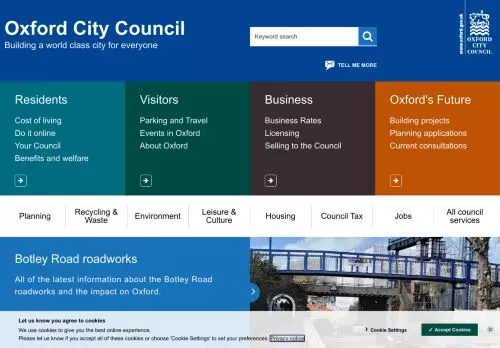 Oxford City Council
Building a world class city for everyone
Keyword search
TELL ME MORE
www.oxford.gov.uk
OXFORD
CITY
COUNCIL
Residents
Cost of living
Do it online
Your Council
Benefits and welfare
Visitors
Parking and Travel
Events in Oxford
About Oxford
Business
Business Rates
Licensing
Selling to the Council
Oxford's Future
Building projects
Planning applications
Current consultations
Planning
Recycling &
Waste
Environment
Leisure &
Culture
Housing
Council Tax
Jobs
All council
services
Botley Road roadworks
All of the latest information about the Botley Road
roadworks and the impact on Oxford.
Let us know you agree to cookies
We use cookies to give you the best online experience.
Please let us know if you accept all of these cookies or choose 'Cookie Settings' to set your preferences. Privacy notice
Cookie Settings
✓ Accept Cookies